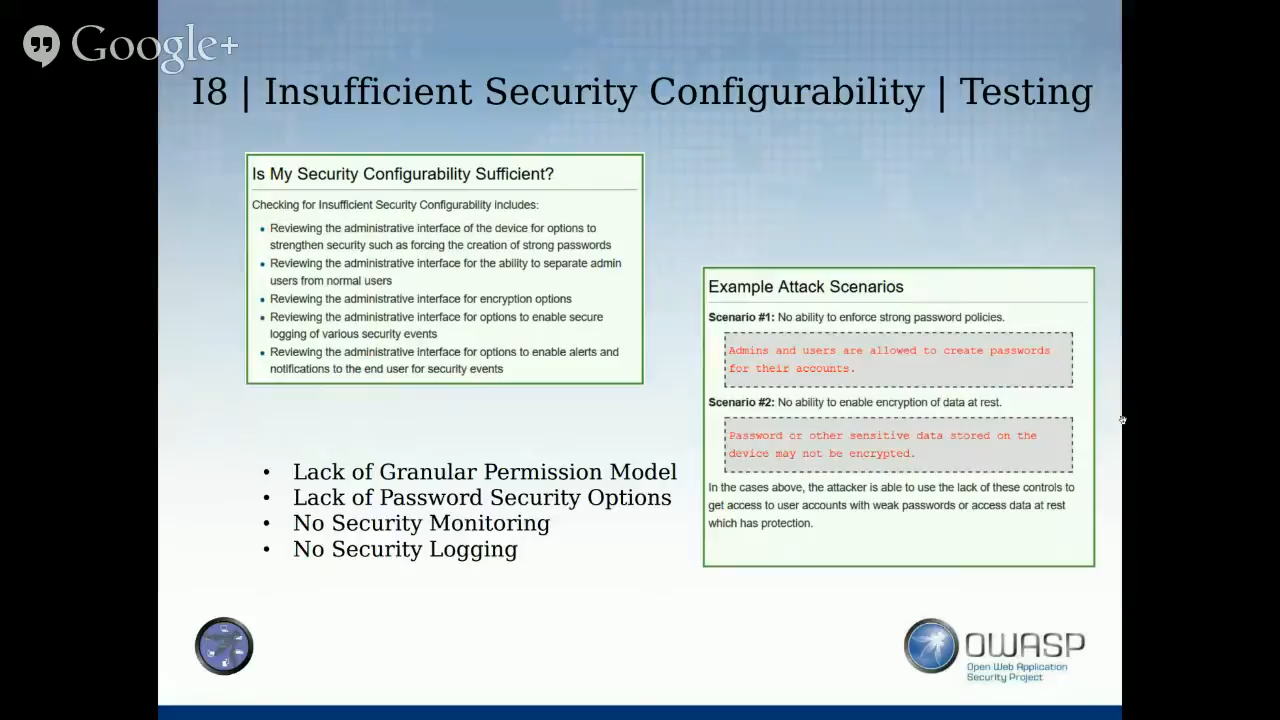 Google+
I8 | Insufficient Security Configurability | Testing
Is My Security Configurability Sufficient?
Checking for Insufficient Security Configurability includes:
• Reviewing the administrative interface of the device for options to
strengthen security such as forcing the creation of strong passwords
• Reviewing the administrative interface for the ability to separate admin
users from normal users
• Reviewing the administrative interface for encryption options
• Reviewing the administrative interface for options to enable secure
logging of various security events
• Reviewing the administrative interface for options to enable alerts and
notifications to the end user for security events
• Lack of Granular Permission Model
• Lack of Password Security Options
• No Security Monitoring
• No Security Logging
Example Attack Scenarios
Scenario #1: No ability to enforce strong password policies.
Admins and users are allowed to create passwords
for their accounts.
Scenario #2: No ability to enable encryption of data at rest.
Password or other sensitive data stored on the
device may not be encrypted.
In the cases above, the attacker is able to use the lack of these controls to
get access to user accounts with weak passwords or access data at rest
which has protection.
OWASP
Open Web Application
Security Project